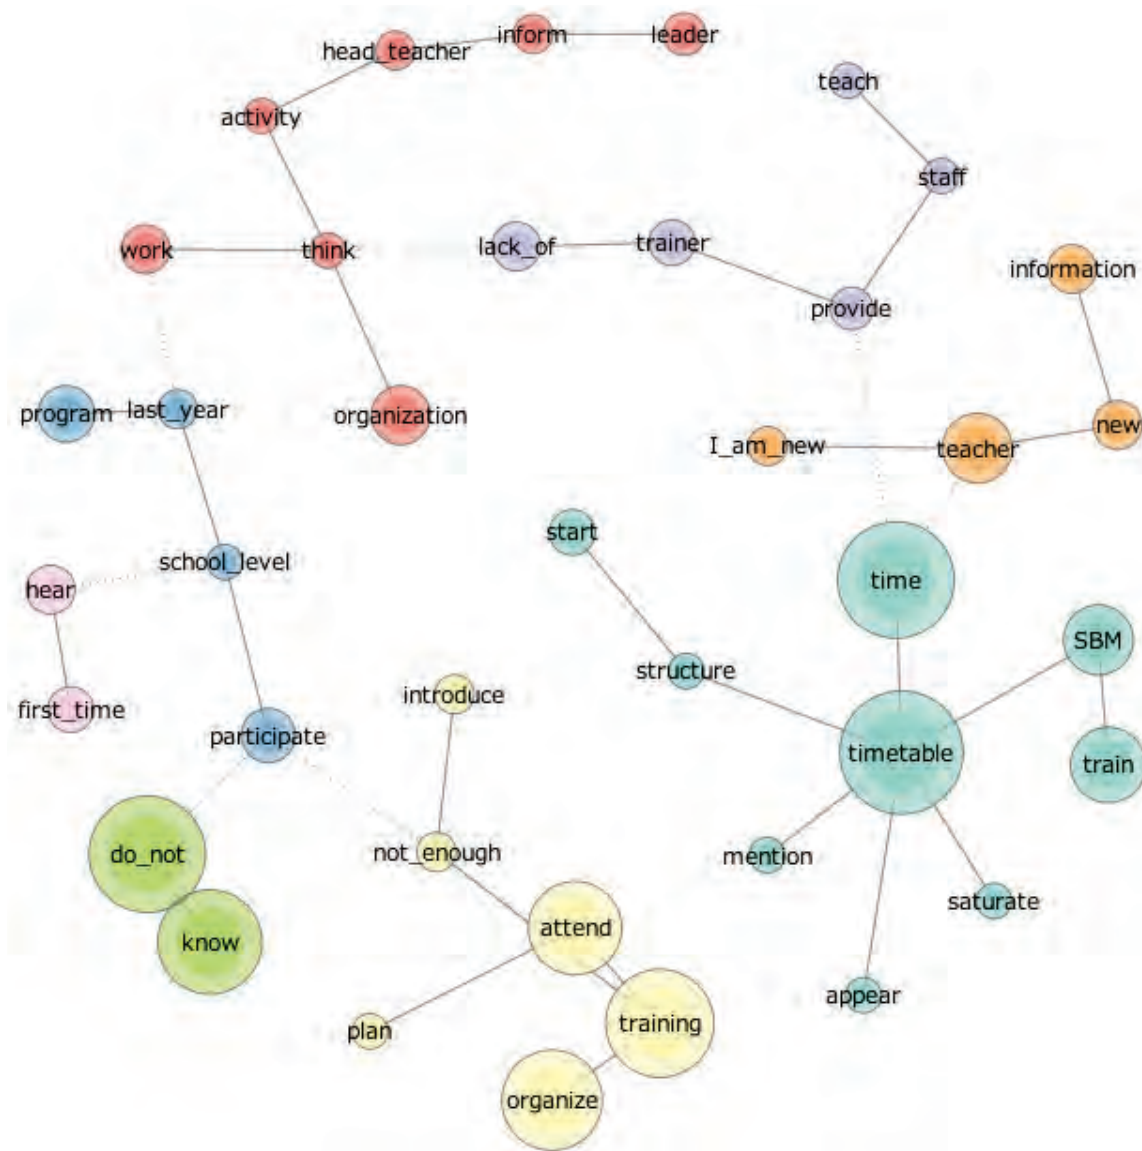 inform
leader
head_teacher
teach
activity
staff
work
think
lack_of
trainer
information
provide
program
last_year
organization
I_am_new
teacher
new
start
school_level
time
hear
SBM
structure
introduce
first_time
participate
timetable
train
do_not
not_enough
mention
saturate
attend
know
appear
plan
training
organize